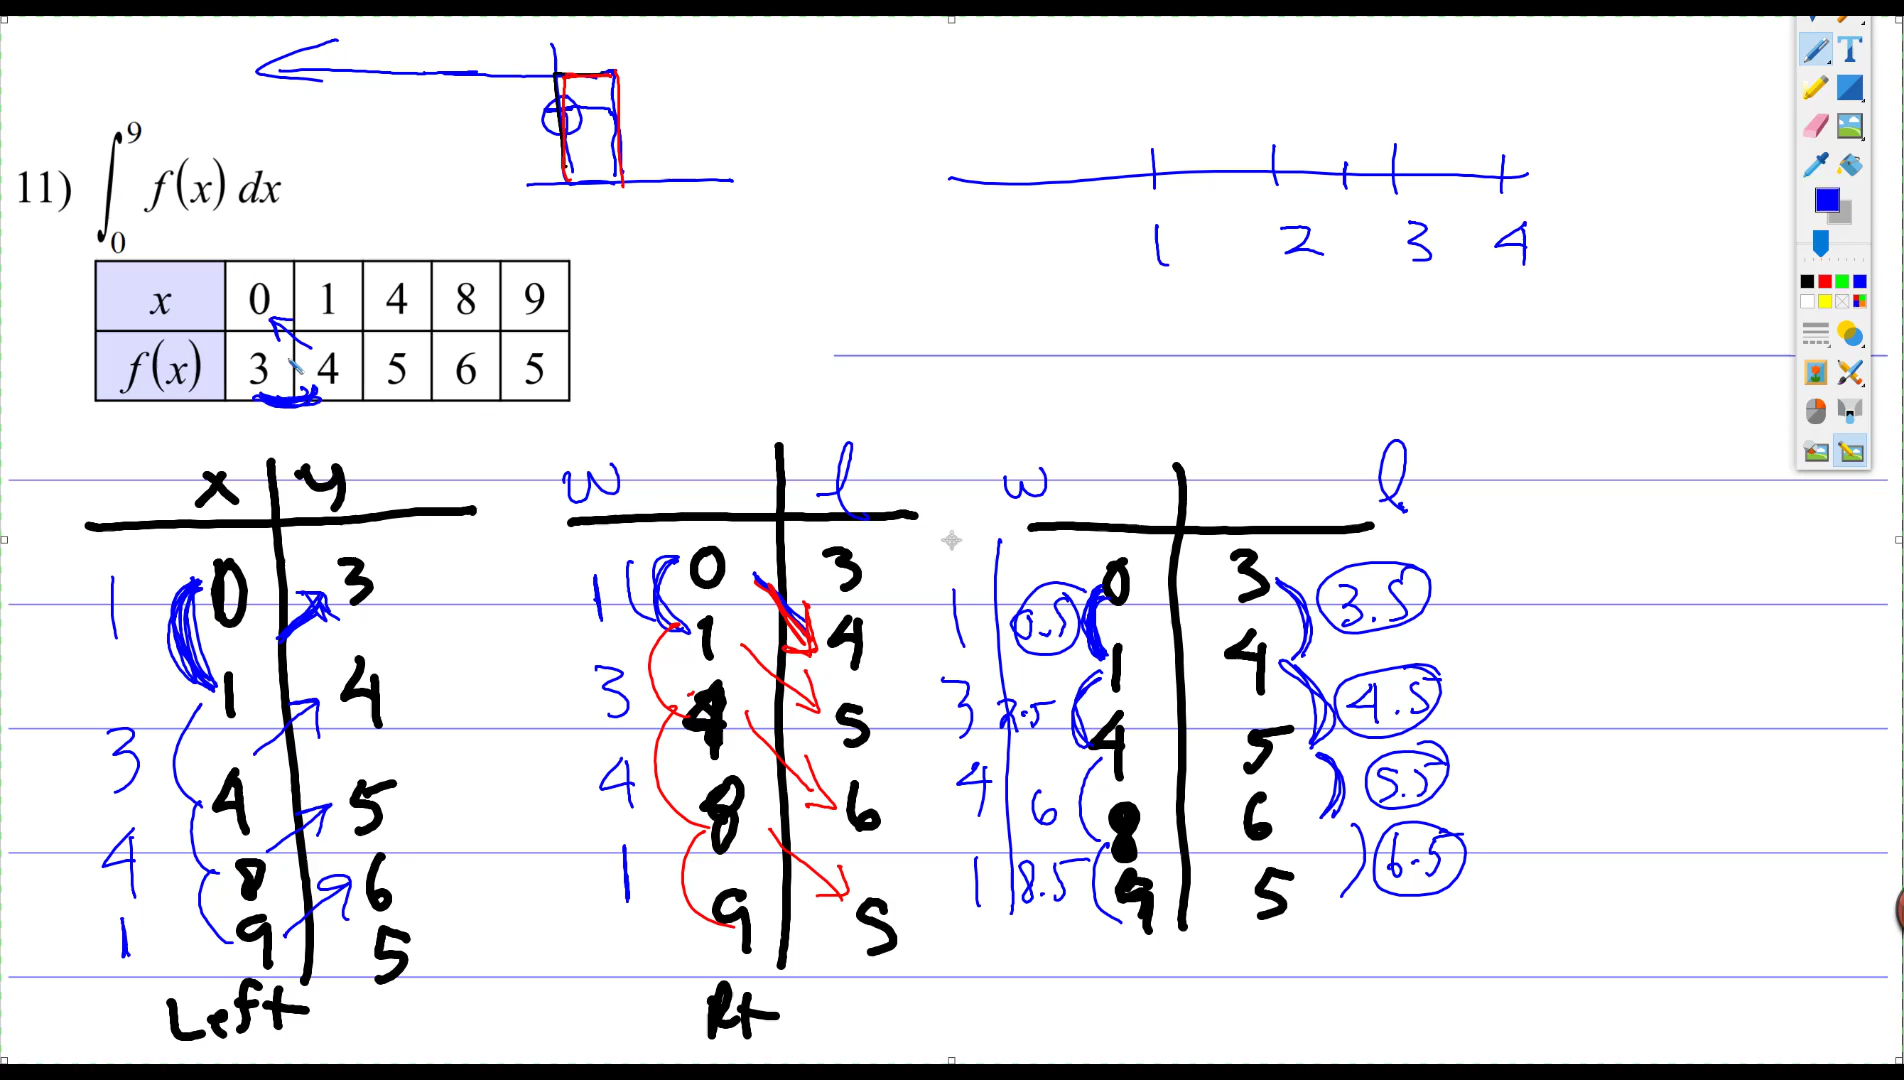 11) ∫₀⁹ f(x) dx
1 2 3 4
x 0 1 4 8 9
f(x) 3 4 5 6 5
x y w l w l
0 3 0 3 0 3
1 1 1 0.5 3.5
1 4 1 4 1 4
3 3 3 2.5 4.5
4 5 4 5 4 5
4 4 4 6 5.5
8 6 8 6 8 6
1 1 1 8.5 6.5
9 5 9 5 9 5
Left Rt
T